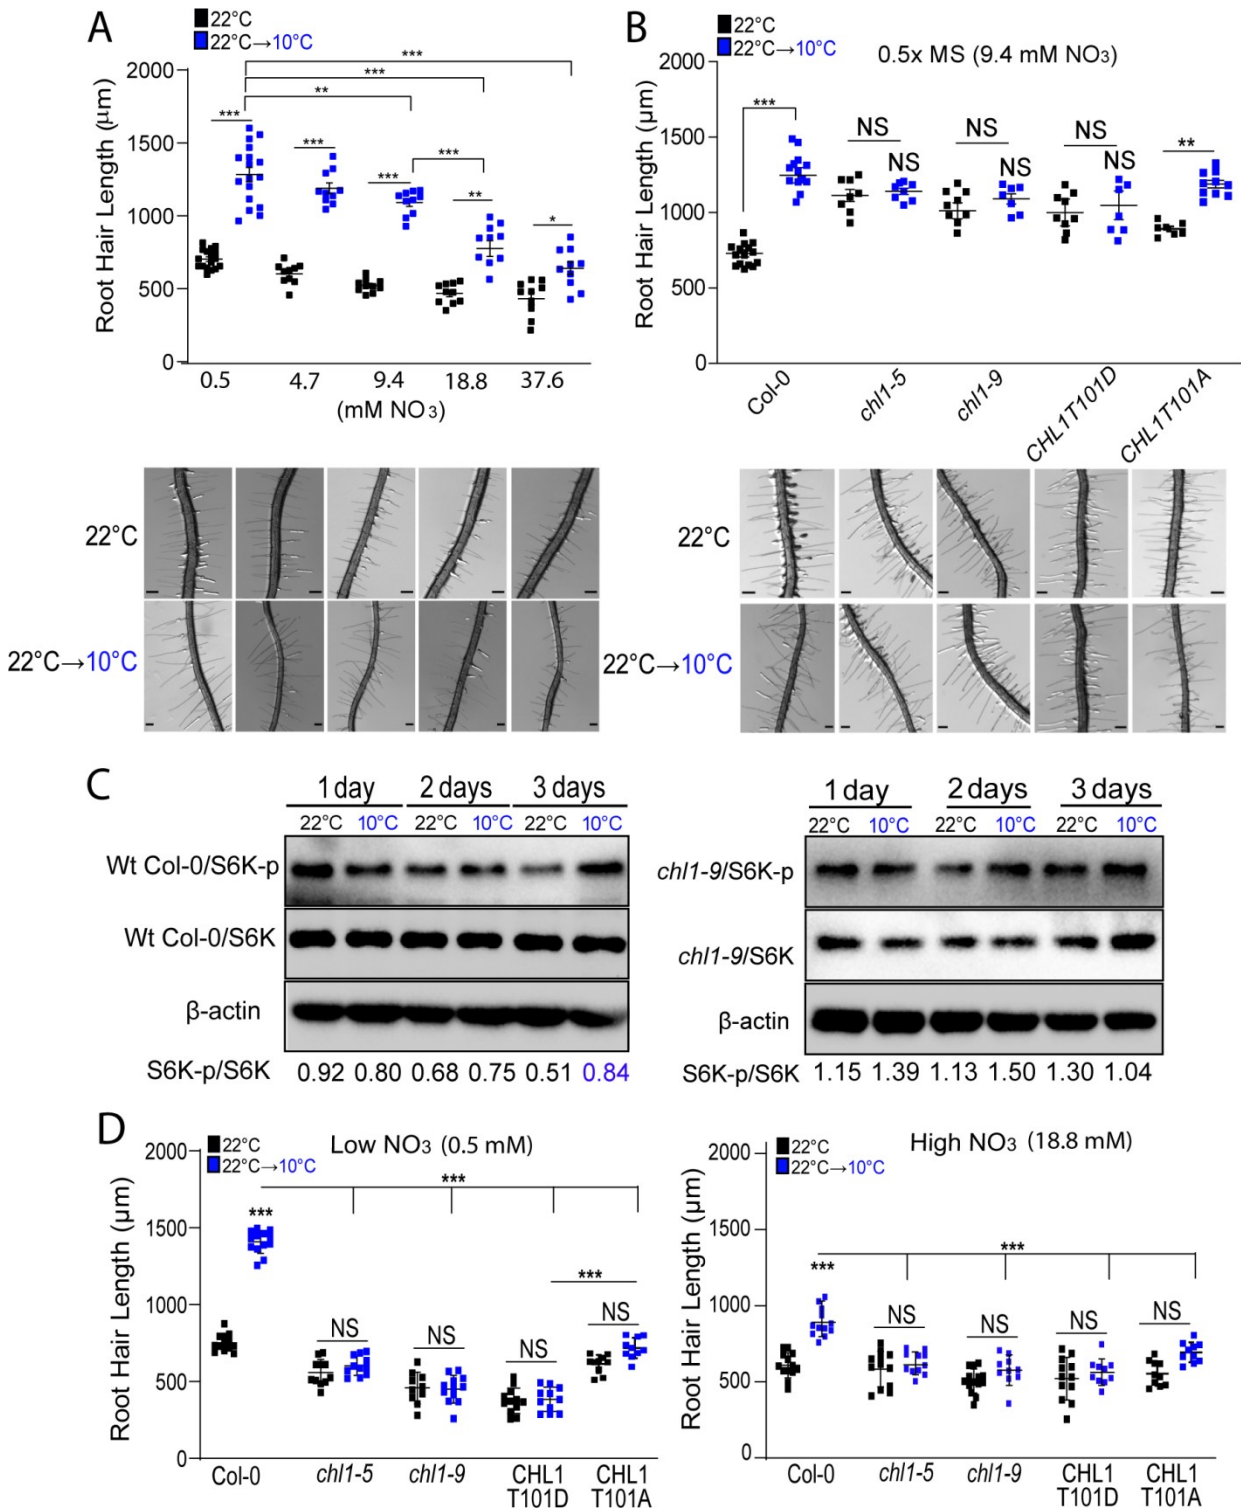 A
22°C
22°C→10°C
Root Hair Length (μm)
2000
1500
1000
500
0
***
***
**
***
***
***
***
**
*
0.5 4.7 9.4 18.8 37.6
(mM NO3)
22°C
22°C→10°C
B
22°C
22°C→10°C
0.5x MS (9.4 mM NO3)
Root Hair Length (μm)
2000
1500
1000
500
0
***
NS
NS
NS
NS
NS
NS
**
Col-0 chl1-5 chl1-9 CHL1T101D CHL1T101A
22°C
22°C→10°C
C
1 day 2 days 3 days
22°C 10°C 22°C 10°C 22°C 10°C
Wt Col-0/S6K-p
Wt Col-0/S6K
β-actin
S6K-p/S6K 0.92 0.80 0.68 0.75 0.51 0.84
1 day 2 days 3 days
22°C 10°C 22°C 10°C 22°C 10°C
chl1-9/S6K-p
chl1-9/S6K
β-actin
S6K-p/S6K 1.15 1.39 1.13 1.50 1.30 1.04
D
22°C
22°C→10°C
Low NO3 (0.5 mM)
Root Hair Length (μm)
2000
1500
1000
500
0
***
***
***
NS
NS
NS
NS
Col-0 chl1-5 chl1-9 CHL1 CHL1
T101D T101A
22°C
22°C→10°C
High NO3 (18.8 mM)
Root Hair Length (μm)
2000
1500
1000
500
0
***
***
NS
NS
NS
NS
Col-0 chl1-5 chl1-9 CHL1 CHL1
T101D T101A